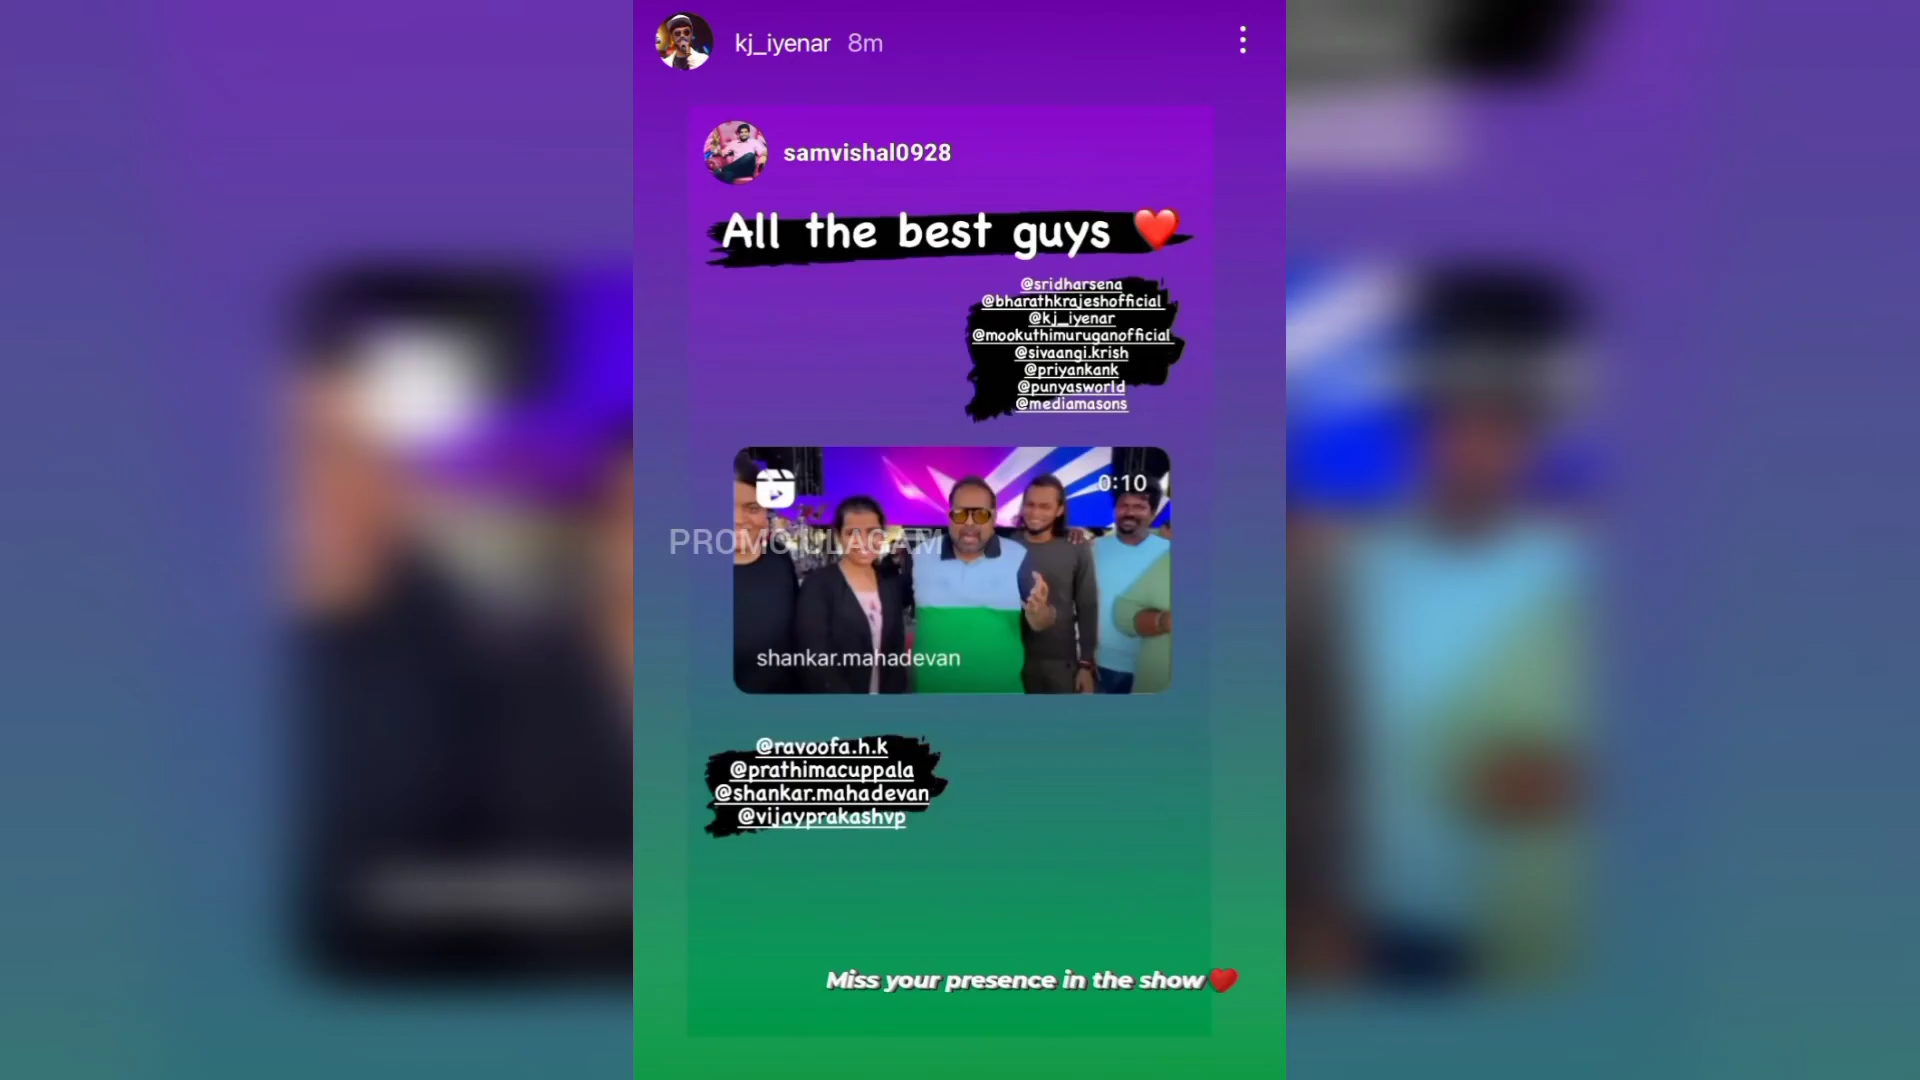 kj_iyenar 8m
samvishal0928
All the best guys ❤️
@sridharsena
@bharathkrajeshofficial
@kj_iyenar
@mookuthimuruganofficial
@sivaangi.krish
@priyankank
@punyasworld
@mediamasons
0:10
PROMO ULAGAM
shankar.mahadevan
@ravoofa.h.k
@prathimacuppala
@shankar.mahadevan
@vijayprakashvp
Miss your presence in the show❤️